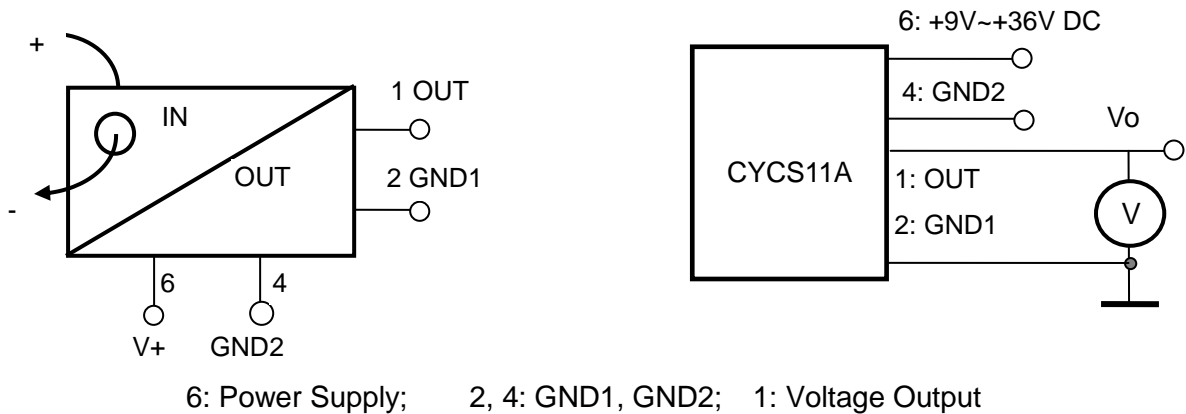 +
IN
OUT
-
1 OUT
2 GND1
6
4
V+
GND2
6: +9V~+36V DC
4: GND2
Vo
CYCS11A
1: OUT
V
2: GND1
6: Power Supply; 2, 4: GND1, GND2; 1: Voltage Output